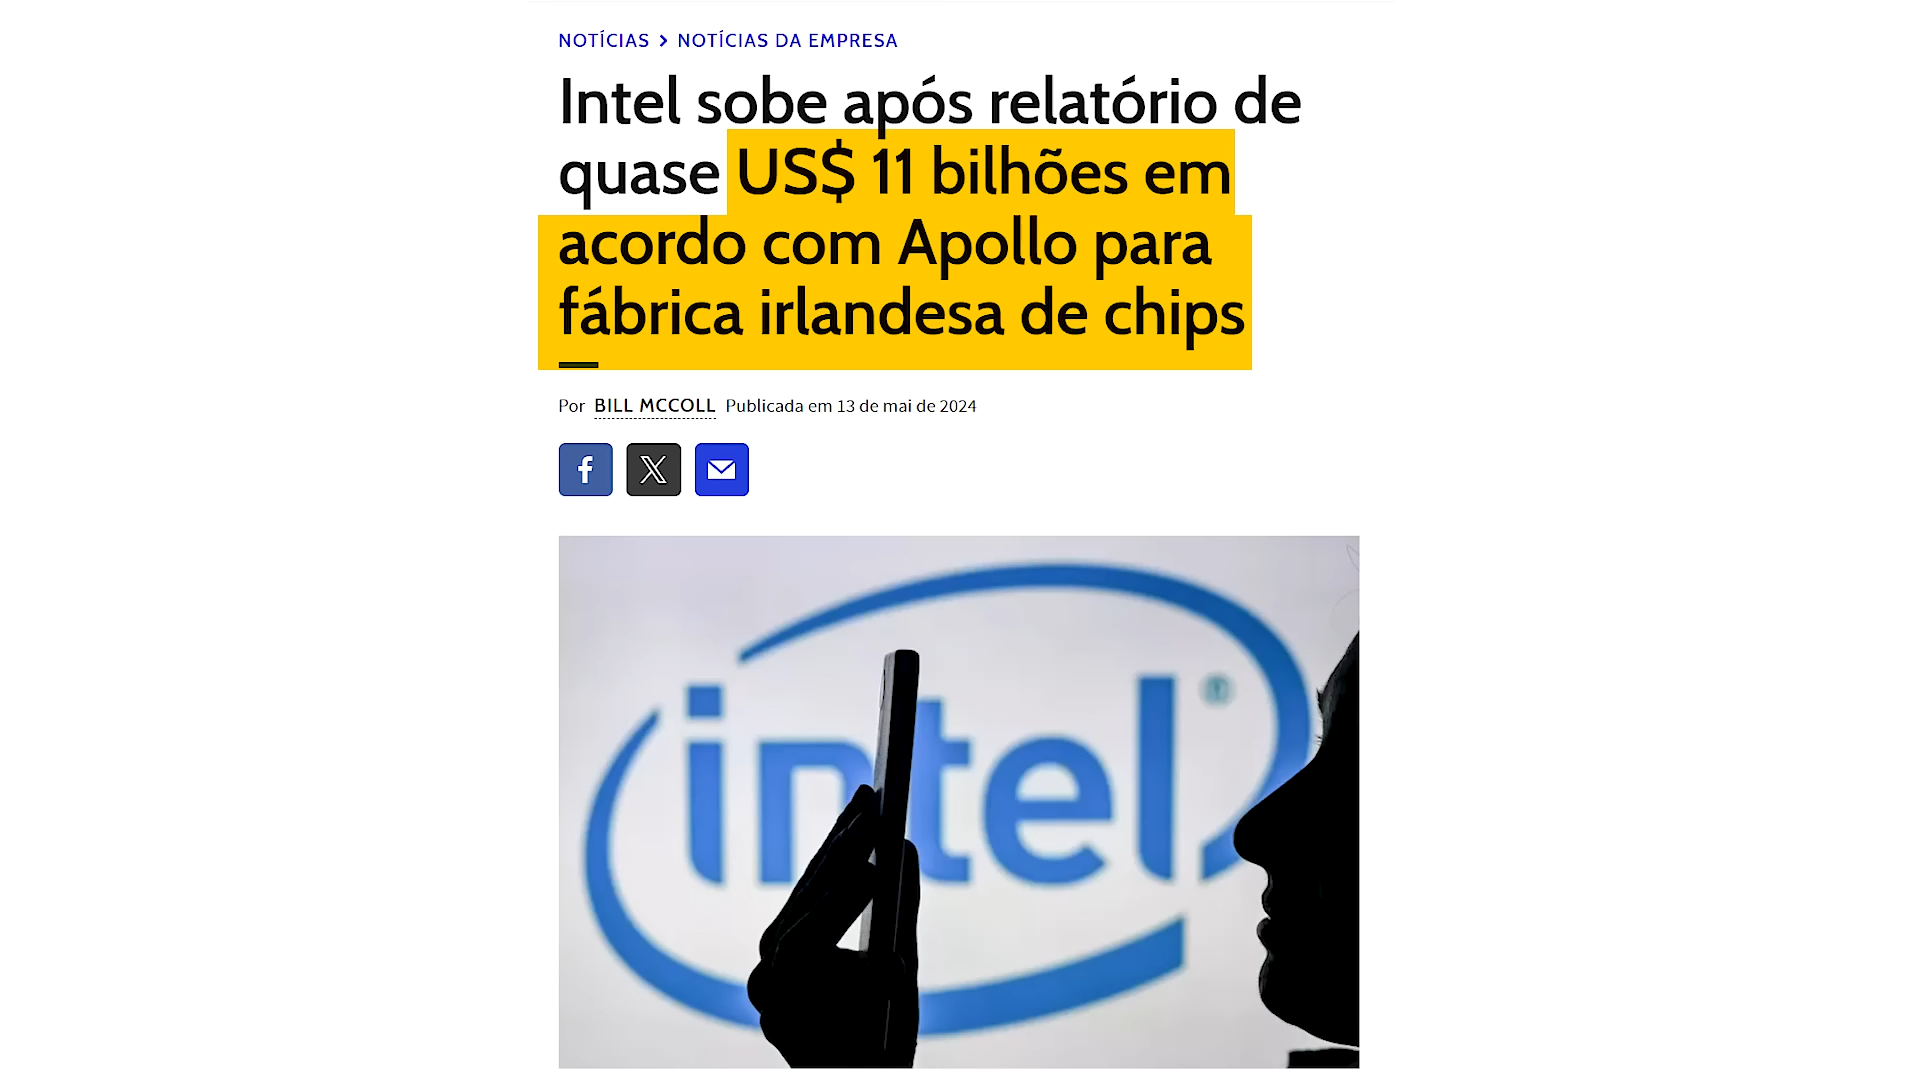 NOTÍCIAS > NOTÍCIAS DA EMPRESA
Intel sobe após relatório de
quase US$ 11 bilhões em
acordo com Apollo para
fábrica irlandesa de chips
Por BILL MCCOLL Publicada em 13 de mai de 2024
intel®